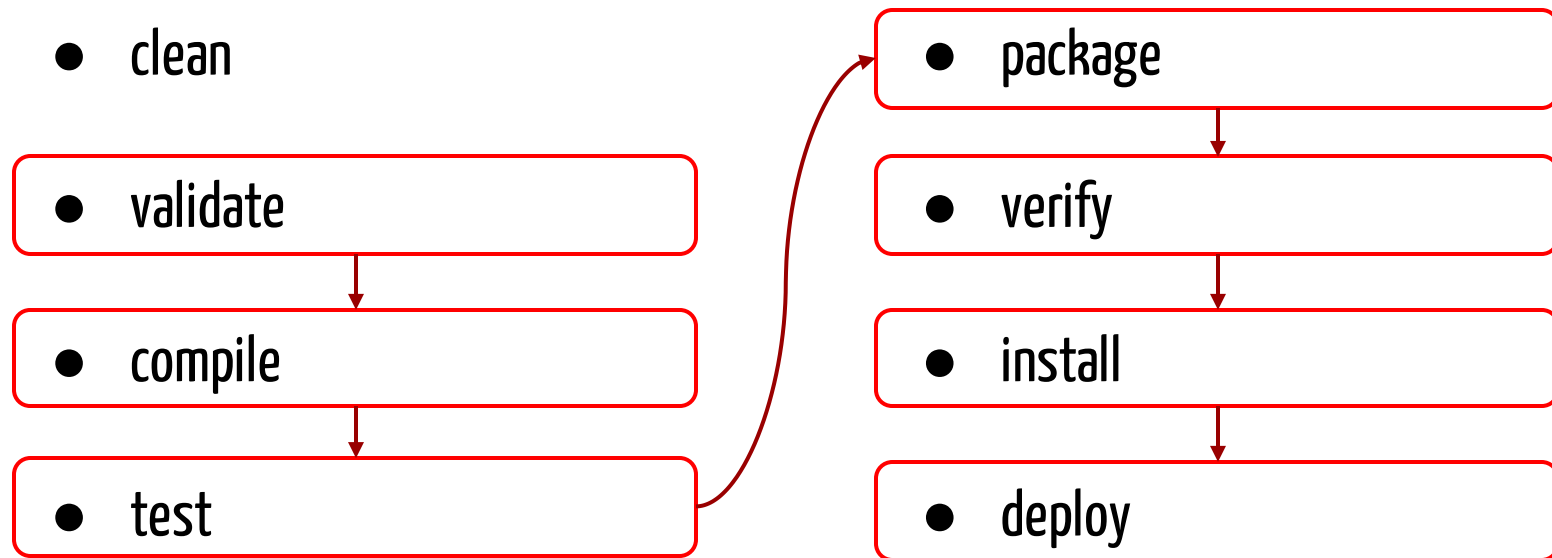 ● clean
● validate
● compile
● test
● package
● verify
● install
● deploy